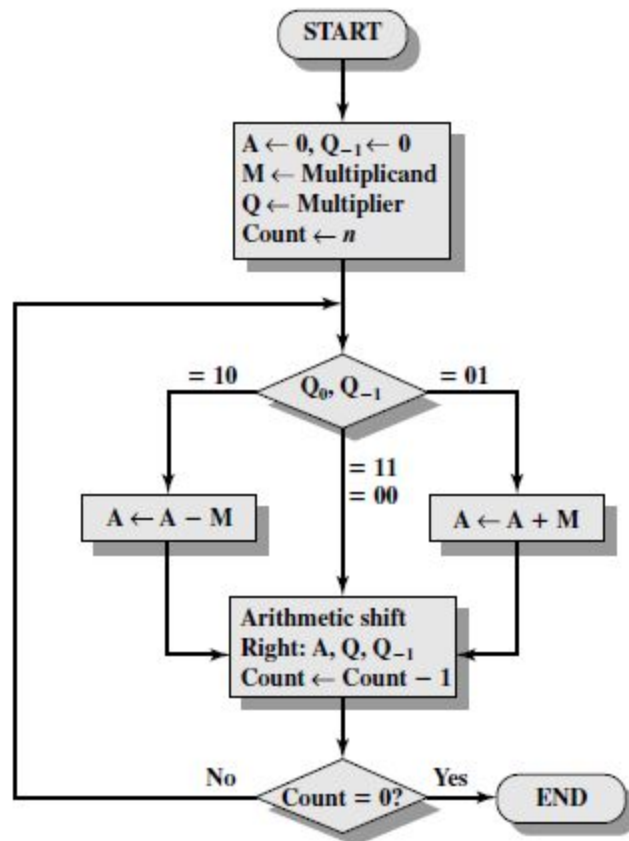 START
A ← 0, Q₋₁ ← 0
M ← Multiplicand
Q ← Multiplier
Count ← n
= 10
Q₀, Q₋₁
= 01
= 11
= 00
A ← A − M
A ← A + M
Arithmetic shift
Right: A, Q, Q₋₁
Count ← Count − 1
No
Count = 0?
Yes
END